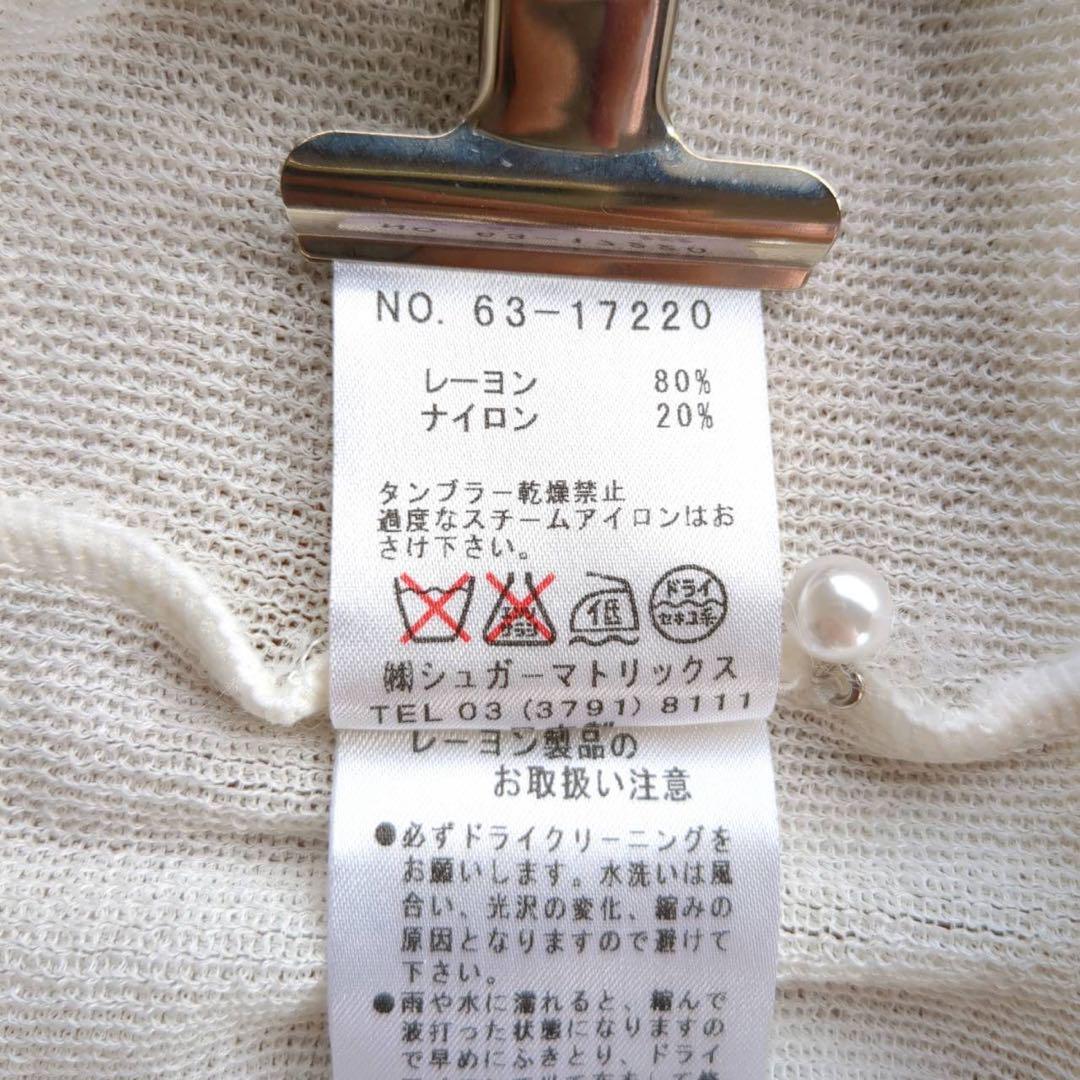 NO. 63-17220
レーヨン 80%
ナイロン 20%
タンブラー乾燥禁止
過度なスチームアイロンはお
さけ下さい。
エンソ
サラシ
低
ドライ
セキユ系
㈱シュガーマトリックス
TEL 03 (3791) 8111
レーヨン製品の
お取扱い注意
●必ずドライクリーニングを
お願いします。水洗いは風
合い、光沢の変化、縮みの
原因となりますので避けて
下さい。
●雨や水に濡れると、縮んで
波打った状態になりますの
で早めにふきとり、ドライ